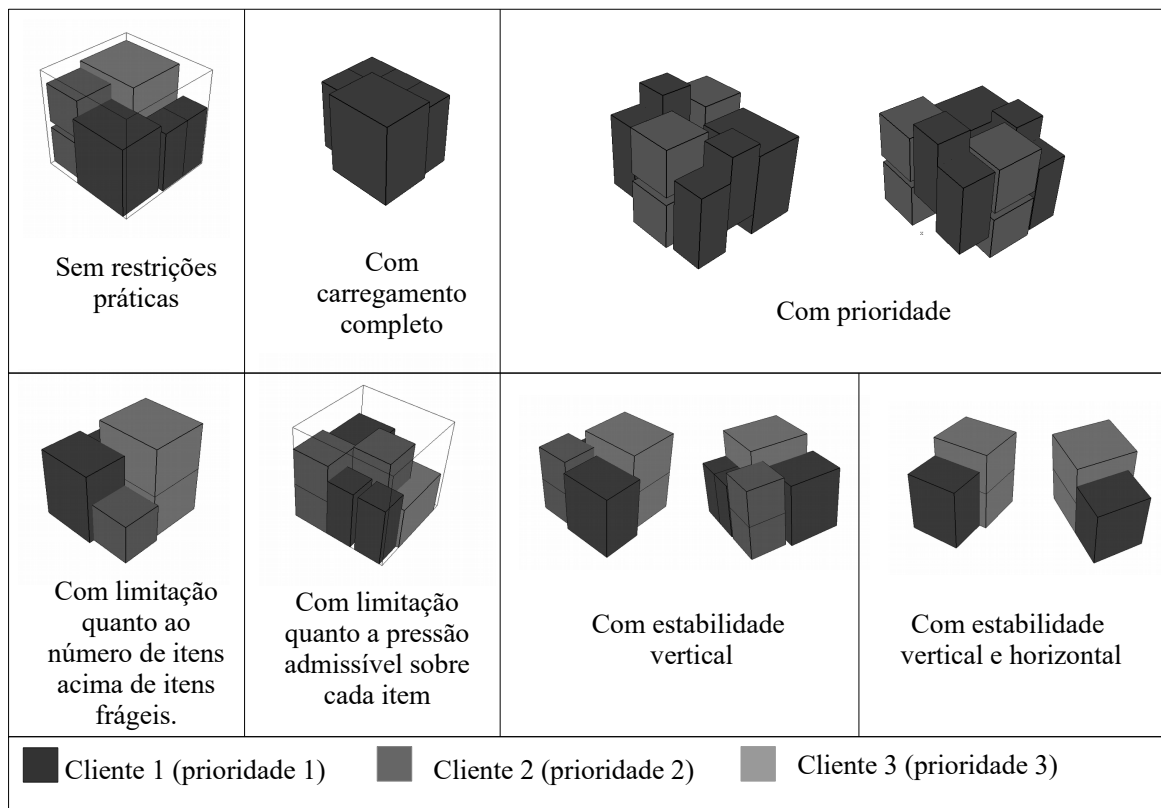 Sem restrições
práticas
Com
carregamento
completo
Com prioridade
Com limitação
quanto ao
número de itens
acima de itens
frágeis.
Com limitação
quanto a pressão
admissível sobre
cada item
Com estabilidade
vertical
Com estabilidade
vertical e horizontal
Cliente 1 (prioridade 1)
Cliente 2 (prioridade 2)
Cliente 3 (prioridade 3)